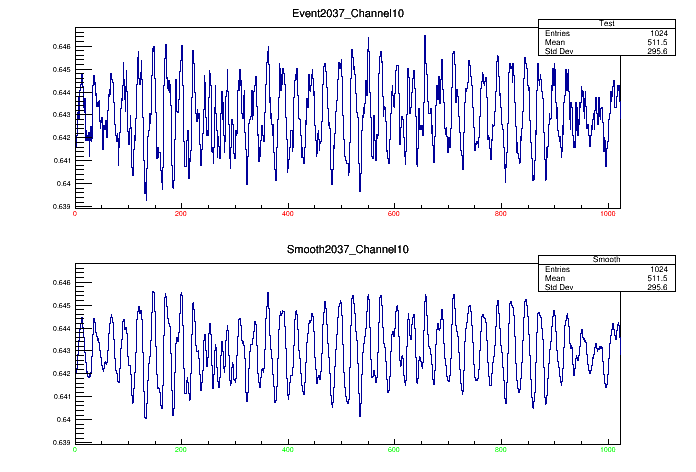 Event2037_Channel10
Test
Entries 1024
Mean 511.5
Std Dev 295.6
0.646
0.645
0.644
0.643
0.642
0.641
0.64
0.639
0 200 400 600 800 1000
Smooth2037_Channel10
Smooth
Entries 1024
Mean 511.5
Std Dev 295.6
0.646
0.645
0.644
0.643
0.642
0.641
0.64
0.639
0 200 400 600 800 1000